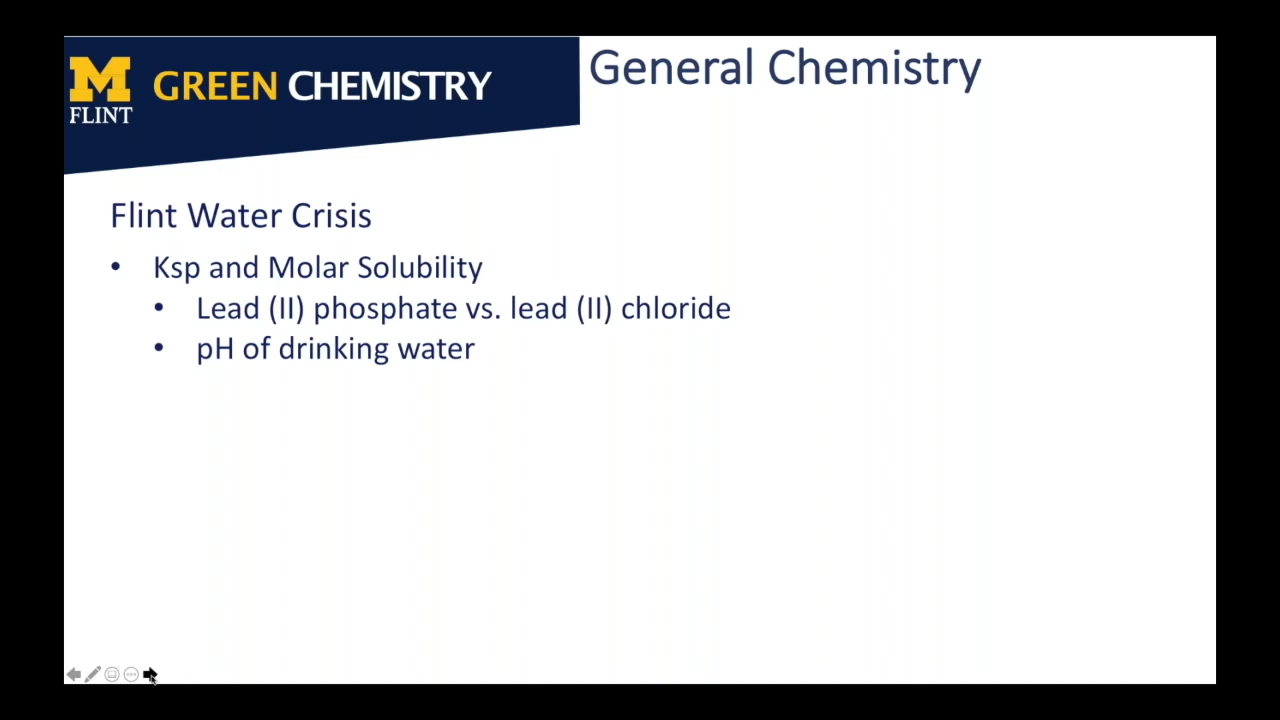 M
FLINT
GREEN CHEMISTRY
General Chemistry
Flint Water Crisis
• Ksp and Molar Solubility
• Lead (II) phosphate vs. lead (II) chloride
• pH of drinking water